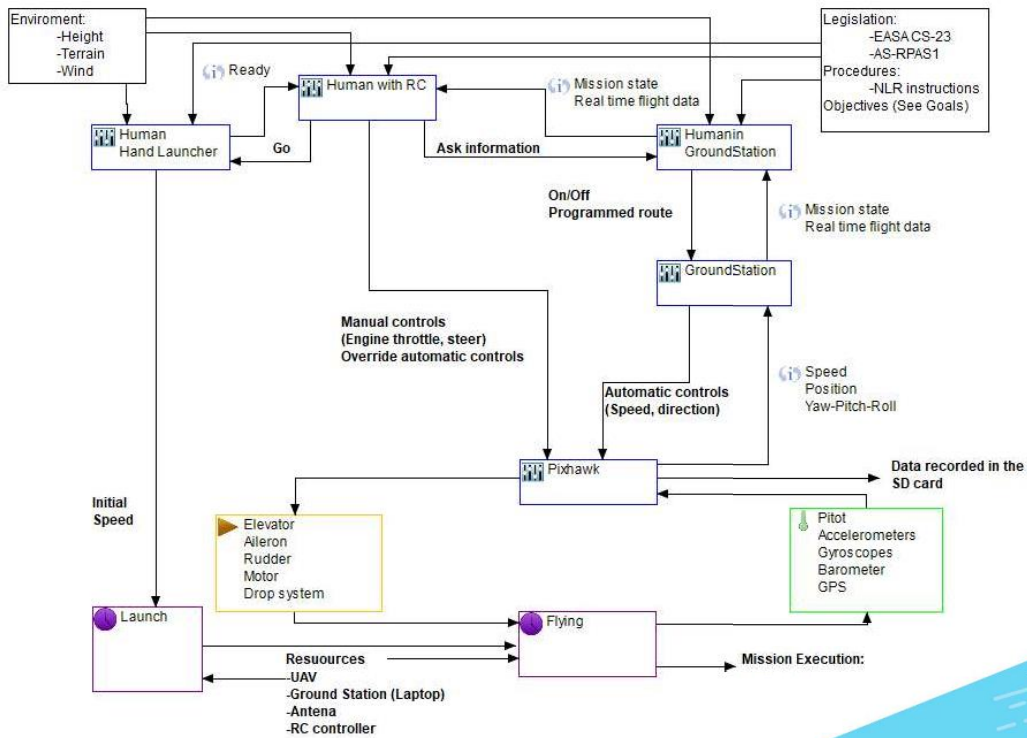 Enviroment:
-Height
-Terrain
-Wind
Legislation:
-EASA CS-23
-AS-RPAS1
Procedures:
-NLR instructions
Objectives (See Goals)
Ready
Human with RC
Mission state
Real time flight data
Human
Hand Launcher
Go
Ask information
Humanin
GroundStation
On/Off
Programmed route
Mission state
Real time flight data
GroundStation
Manual controls
(Engine throttle, steer)
Override automatic controls
Automatic controls
(Speed, direction)
Speed
Position
Yaw-Pitch-Roll
Pixhawk
Data recorded in the
SD card
Initial
Speed
Elevator
Aileron
Rudder
Motor
Drop system
Pitot
Accelerometers
Gyroscopes
Barometer
GPS
Launch
Flying
Resuources
-UAV
-Ground Station (Laptop)
-Antena
-RC controller
Mission Execution: